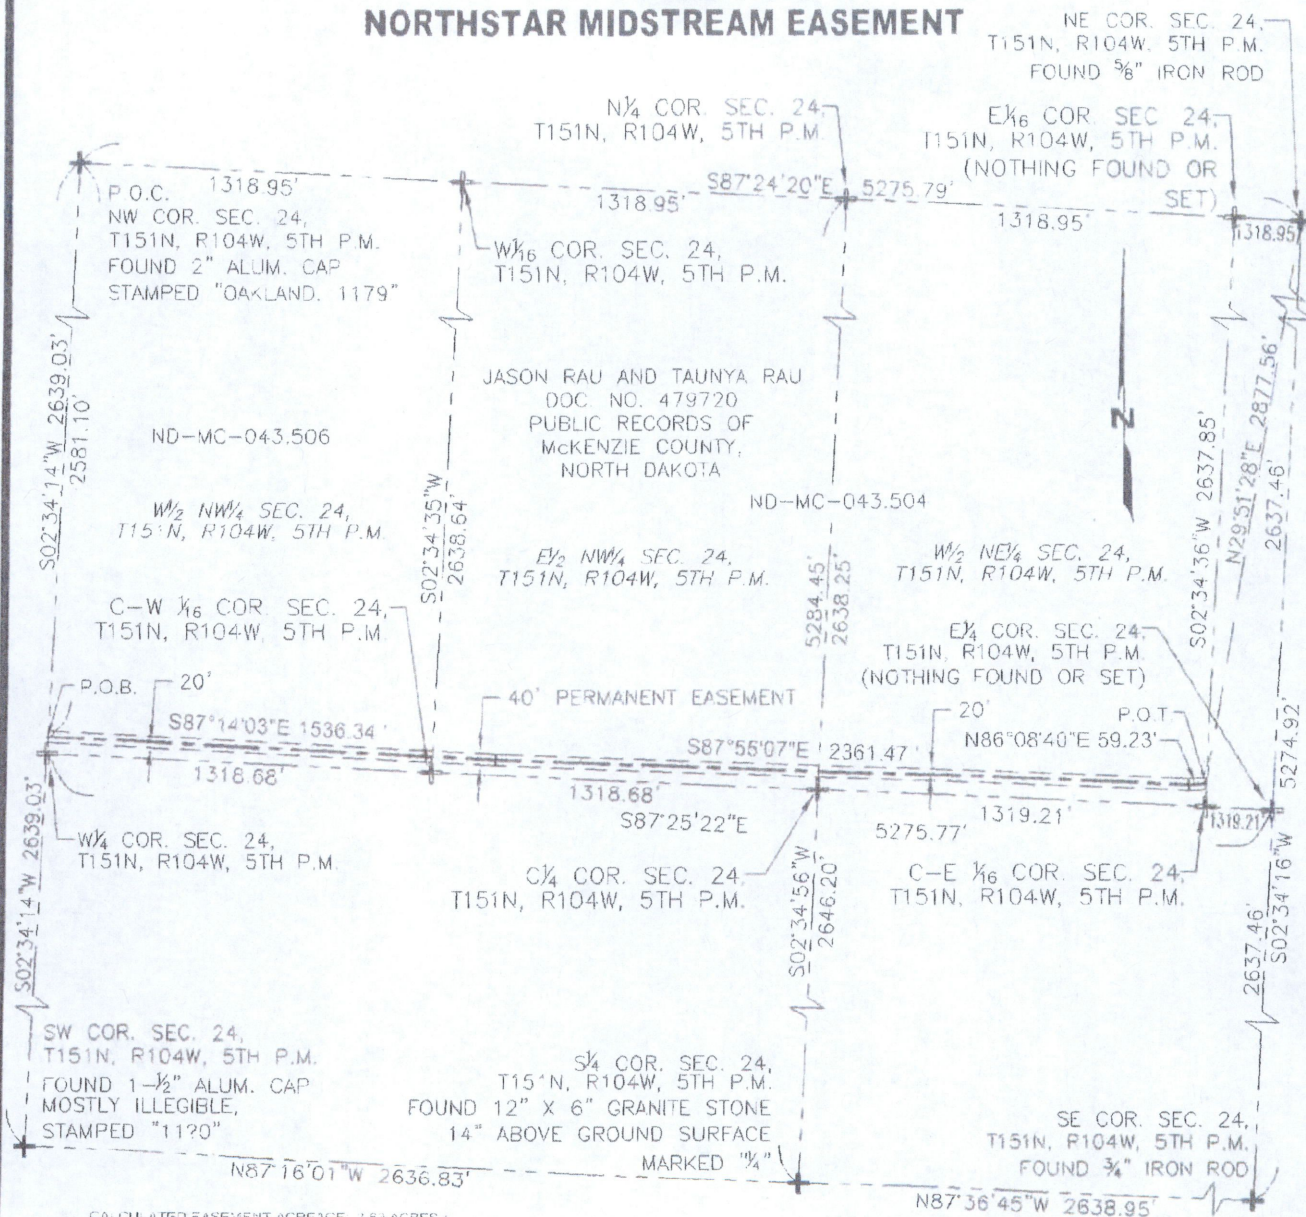 NORTHSTAR MIDSTREAM EASEMENT
NE COR. SEC. 24,
T151N, R104W, 5TH P.M.
FOUND 5/8" IRON ROD
N1/4 COR. SEC. 24,
T151N, R104W, 5TH P.M.
E1/16 COR. SEC 24,
T151N, R104W, 5TH P.M.
(NOTHING FOUND OR
SET)
P.O.C.
NW COR. SEC. 24,
T151N, R104W, 5TH P.M.
FOUND 2" ALUM. CAP
STAMPED "OAKLAND. 1179"
1318.95'
1318.95'
S87°24'20"E 5275.79'
1318.95'
1318.95'
W1/16 COR. SEC. 24,
T151N, R104W, 5TH P.M.
S02°34'14"W 2639.03'
2581.10'
JASON RAU AND TAUNYA RAU
DOC. NO. 479720
PUBLIC RECORDS OF
McKENZIE COUNTY,
NORTH DAKOTA
N
ND-MC-043.506
ND-MC-043.504
S02°34'35"W
2638.64'
5284.45'
2638.25'
S02°34'36"W 2637.85'
N29°51'28"E 2877.56'
2637.46'
5274.92'
W1/2 NW1/4 SEC. 24,
T151N, R104W, 5TH P.M.
E1/2 NW1/4 SEC. 24,
T151N, R104W, 5TH P.M.
W1/2 NE1/4 SEC. 24,
T151N, R104W, 5TH P.M.
C-W 1/16 COR. SEC. 24,
T151N, R104W, 5TH P.M.
E1/4 COR. SEC. 24,
T151N, R104W, 5TH P.M.
(NOTHING FOUND OR SET)
P.O.B.
20'
40' PERMANENT EASEMENT
20'
P.O.T.
S87°14'03"E 1536.34'
S87°55'07"E 2361.47'
N86°08'40"E 59.23'
1318.68'
1318.68'
S87°25'22"E
5275.77'
1319.21'
1319.21'
W1/4 COR. SEC. 24,
T151N, R104W, 5TH P.M.
C1/4 COR. SEC. 24,
T151N, R104W, 5TH P.M.
C-E 1/16 COR. SEC. 24,
T151N, R104W, 5TH P.M.
S02°34'14"W 2639.03'
S02°34'56"W
2646.20'
2637.46'
S02°34'16"W
SW COR. SEC. 24,
T151N, R104W, 5TH P.M.
FOUND 1-1/2" ALUM. CAP
MOSTLY ILLEGIBLE,
STAMPED "11?0"
S1/4 COR. SEC. 24,
T151N, R104W, 5TH P.M.
FOUND 12" X 6" GRANITE STONE
14" ABOVE GROUND SURFACE
MARKED "1/4"
SE COR. SEC. 24,
T151N, R104W, 5TH P.M.
FOUND 3/4" IRON ROD
N87°16'01"W 2636.83'
N87°36'45"W 2638.95'